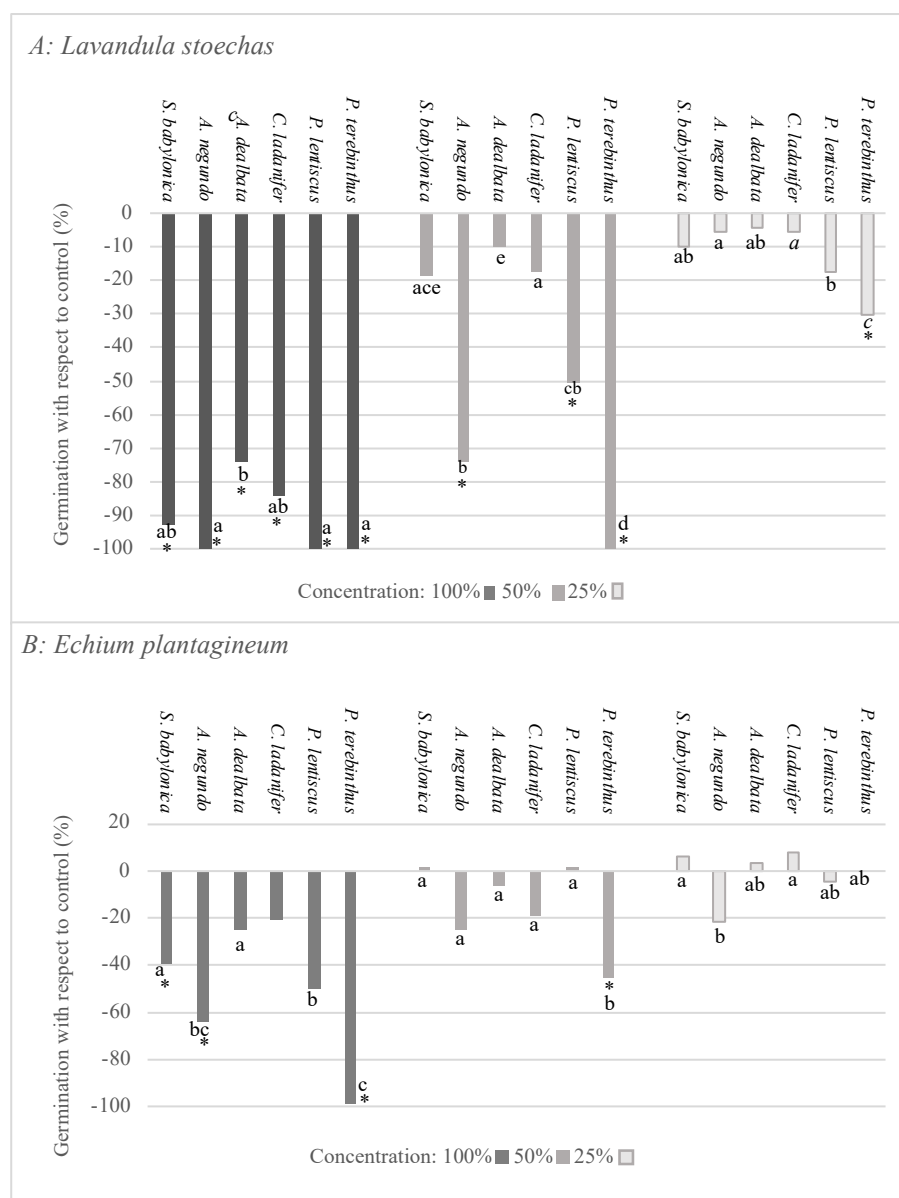 A: Lavandula stoechas
S. babylonica
A. negundo
c
A. dealbata
C. ladanifer
P. lentiscus
P. terebinthus
S. babylonica
A. negundo
A. dealbata
C. ladanifer
P. lentiscus
P. terebinthus
S. babylonica
A. negundo
A. dealbata
C. ladanifer
P. lentiscus
P. terebinthus
Germination with respect to control (%)
0
-10
-20
-30
-40
-50
-60
-70
-80
-90
-100
ab
*
a
*
b
*
ab
*
a
*
a
*
ace
b
*
e
a
cb
*
d
*
ab
a
ab
a
b
c
*
Concentration: 100% 50% 25%
B: Echium plantagineum
S. babylonica
A. negundo
A. dealbata
C. ladanifer
P. lentiscus
P. terebinthus
S. babylonica
A. negundo
A. dealbata
C. ladanifer
P. lentiscus
P. terebinthus
S. babylonica
A. negundo
A. dealbata
C. ladanifer
P. lentiscus
P. terebinthus
Germination with respect to control (%)
20
0
-20
-40
-60
-80
-100
a
*
bc
*
a
b
c
*
a
a
a
a
a
*
b
a
b
ab
a
ab
ab
Concentration: 100% 50% 25%